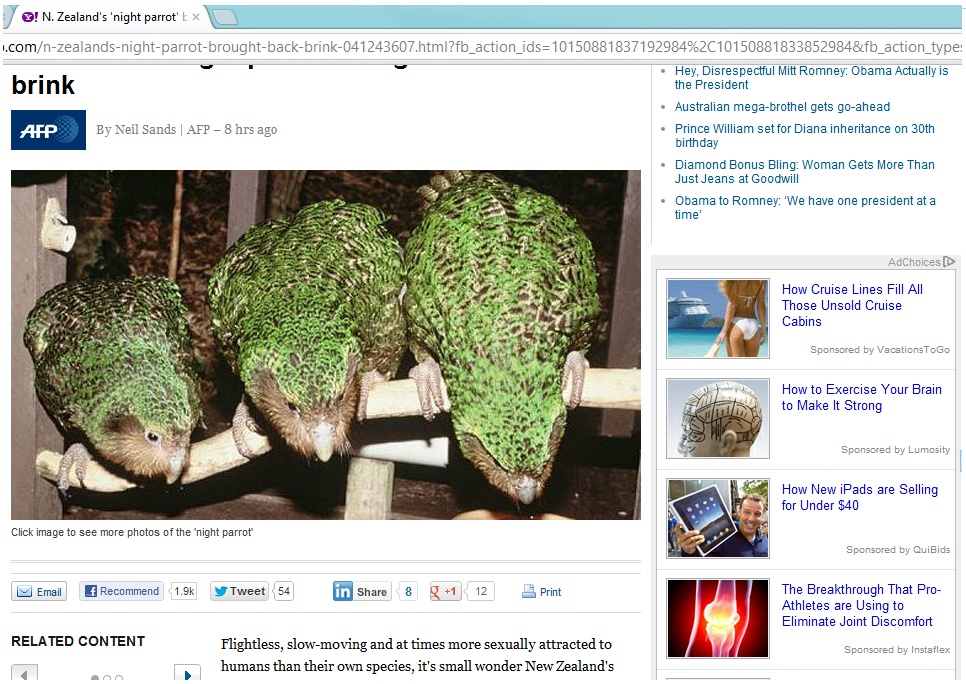 N. Zealand's 'night parrot' b
.com/n-zealands-night-parrot-brought-back-brink-041243607.html?fb_action_ids=10150881837192984%2C10150881833852984&fb_action_types
brink
AFP
By Neil Sands | AFP – 8 hrs ago
Click image to see more photos of the 'night parrot'
Email
Recommend
1.9k
Tweet
54
in Share
8
+1
12
Print
RELATED CONTENT
Flightless, slow-moving and at times more sexually attracted to
humans than their own species, it's small wonder New Zealand's
Hey, Disrespectful Mitt Romney: Obama Actually is
the President
Australian mega-brothel gets go-ahead
Prince William set for Diana inheritance on 30th
birthday
Diamond Bonus Bling: Woman Gets More Than
Just Jeans at Goodwill
Obama to Romney: ‘We have one president at a
time’
AdChoices
How Cruise Lines Fill All
Those Unsold Cruise
Cabins
Sponsored by VacationsToGo
How to Exercise Your Brain
to Make It Strong
Sponsored by Lumosity
How New iPads are Selling
for Under $40
Sponsored by QuiBids
The Breakthrough That Pro-
Athletes are Using to
Eliminate Joint Discomfort
Sponsored by Instaflex